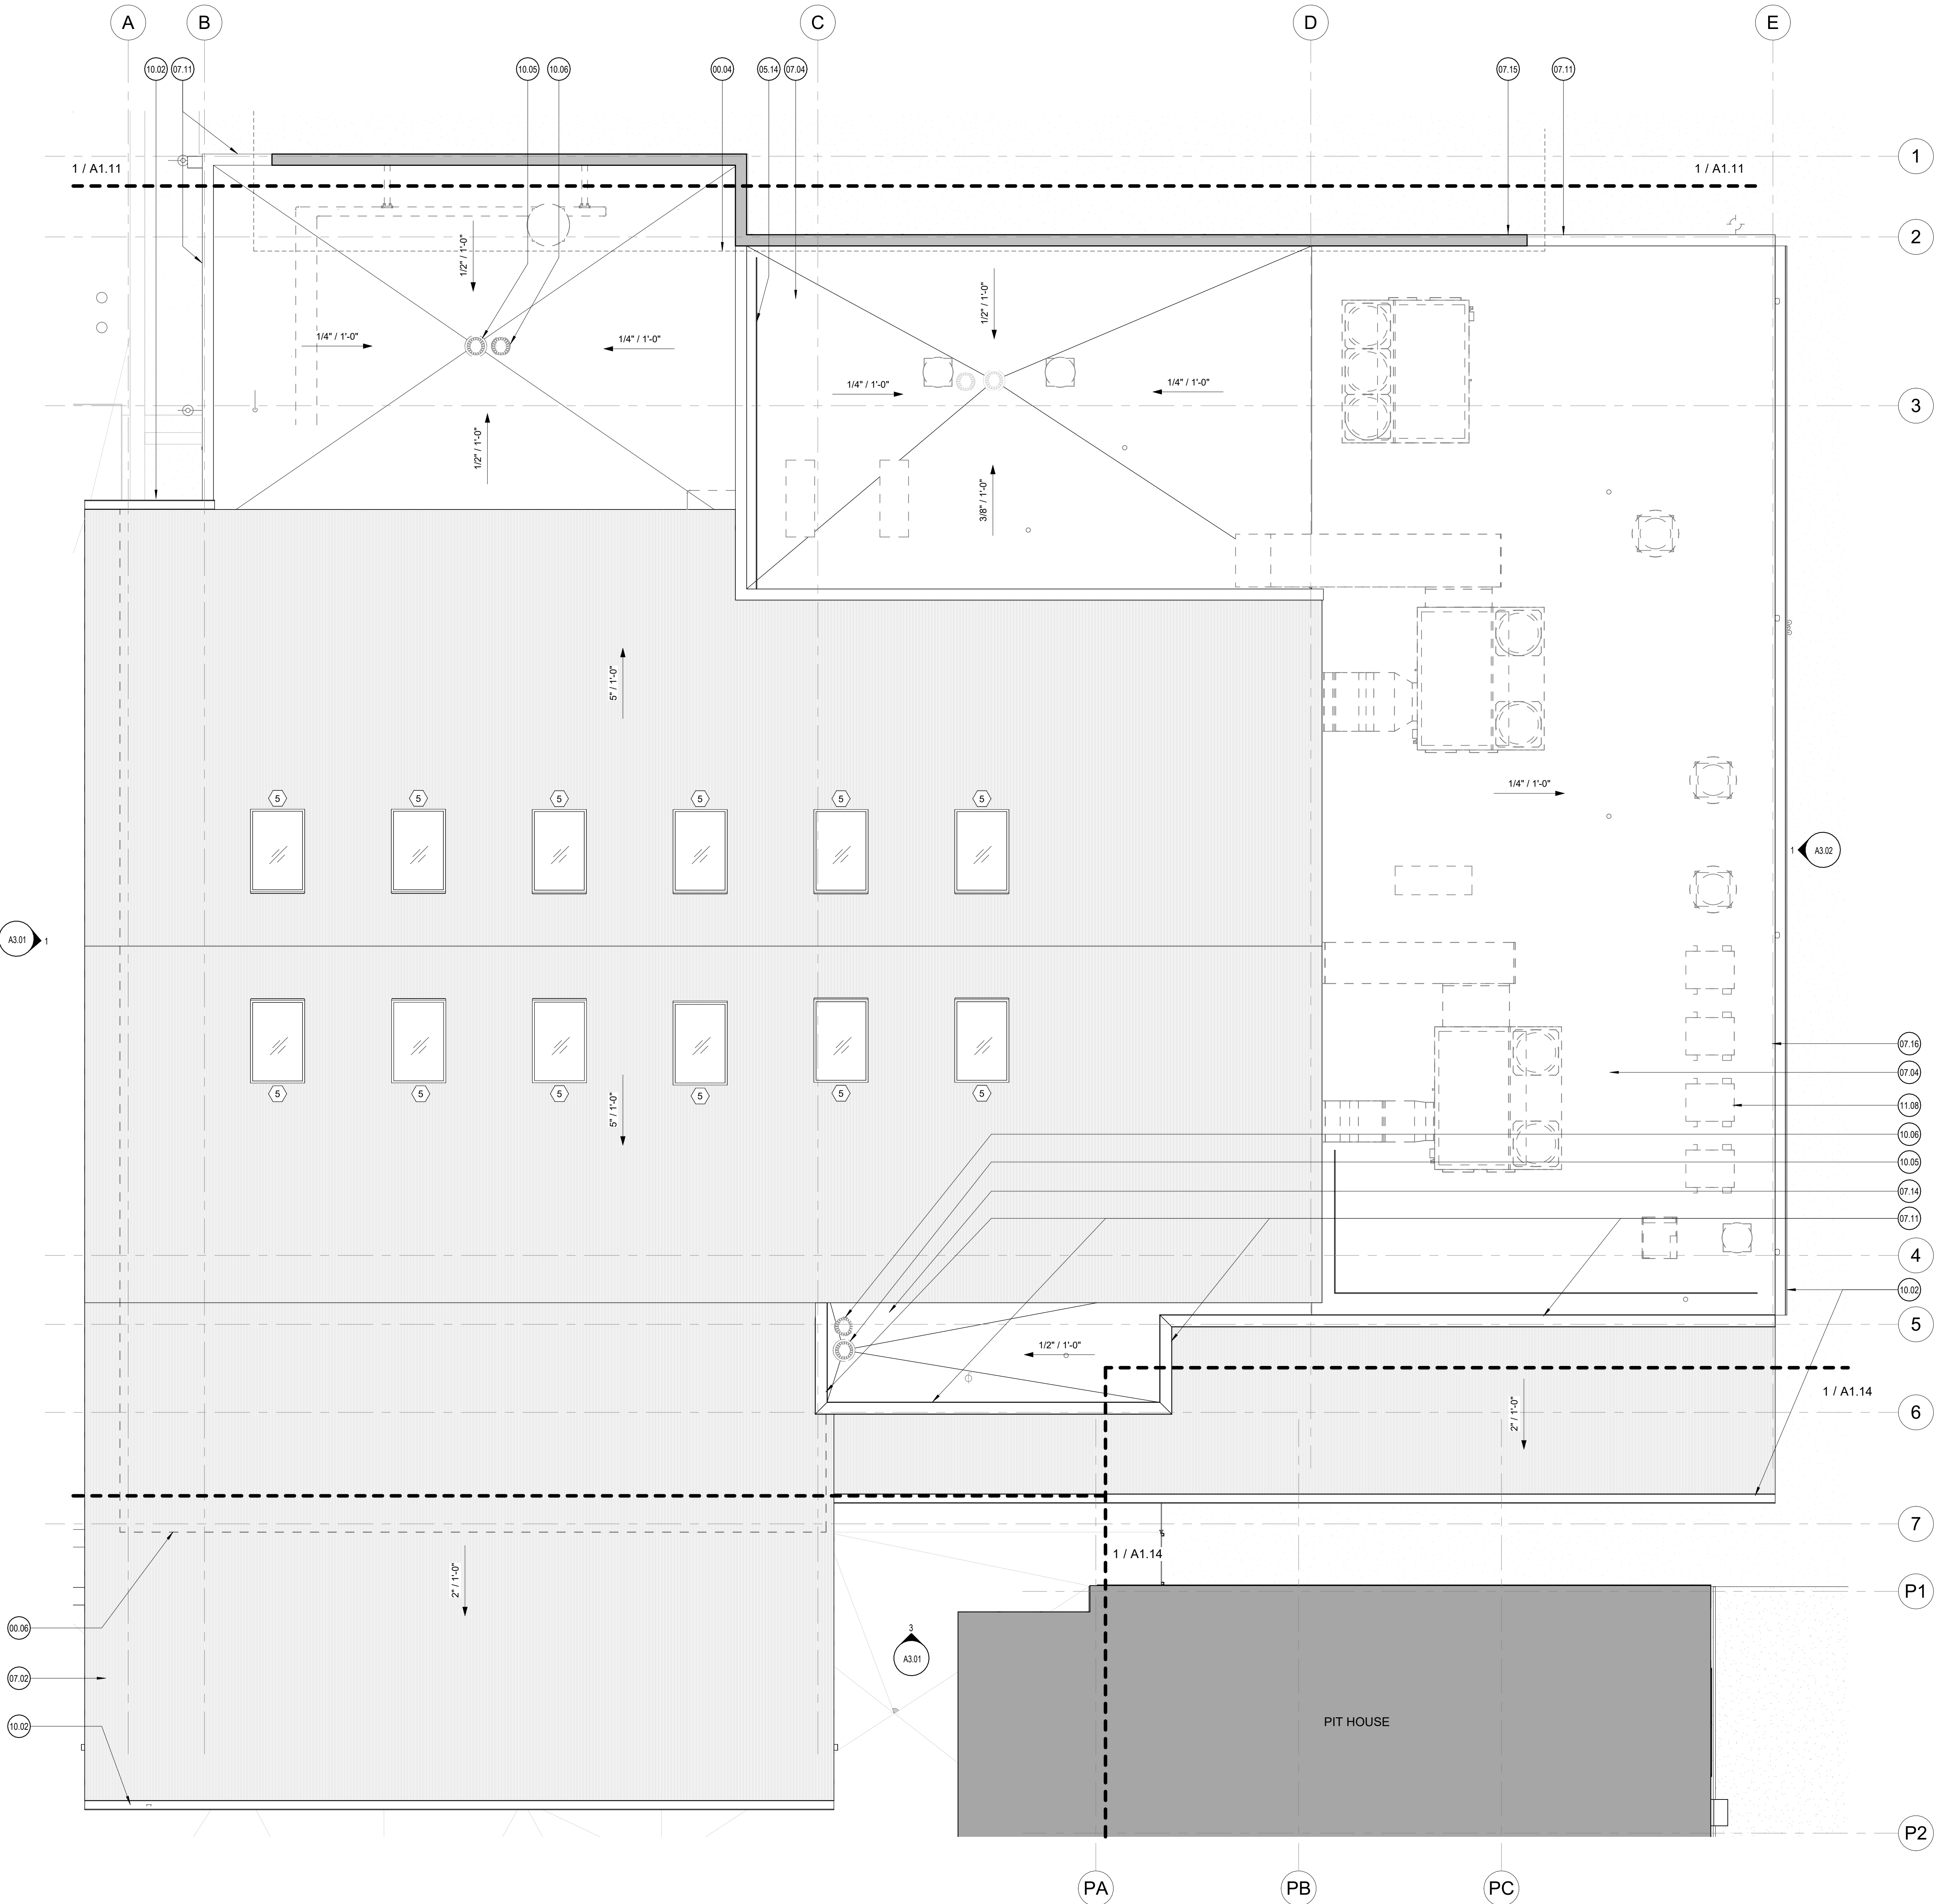 A
B
C
D
E
10.02
07.11
10.05
10.06
00.04
05.14
07.04
07.15
07.11
1
1 / A1.11
1 / A1.11
2
1/2" / 1'-0"
1/2" / 1'-0"
1/4" / 1'-0"
1/4" / 1'-0"
1/4" / 1'-0"
1/4" / 1'-0"
3
1/2" / 1'-0"
3/8" / 1'-0"
5" / 1'-0"
1/4" / 1'-0"
5
5
5
5
5
5
1
A3.02
A3.01
1
07.16
07.04
5" / 1'-0"
5
5
5
5
5
5
11.08
10.06
10.05
07.14
07.11
4
10.02
5
1/2" / 1'-0"
1 / A1.14
6
2" / 1'-0"
7
1 / A1.14
2" / 1'-0"
P1
00.06
3
A3.01
07.02
PIT HOUSE
10.02
P2
PA
PB
PC